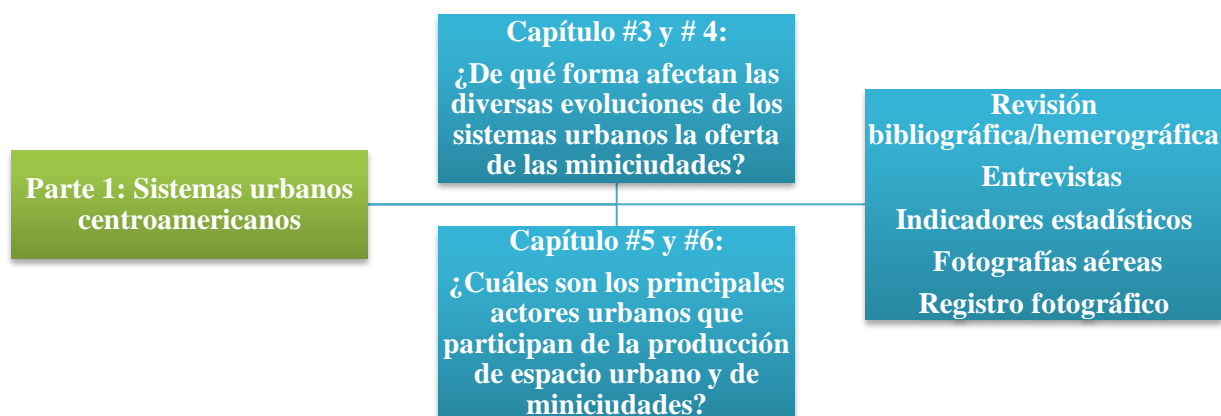 Parte 1: Sistemas urbanos
centroamericanos
Capítulo #3 y # 4:
¿De qué forma afectan las
diversas evoluciones de los
sistemas urbanos la oferta
de las miniciudades?
Capítulo #5 y #6:
¿Cuáles son los principales
actores urbanos que
participan de la producción
de espacio urbano y de
miniciudades?
Revisión
bibliográfica/hemerográfica
Entrevistas
Indicadores estadísticos
Fotografías aéreas
Registro fotográfico